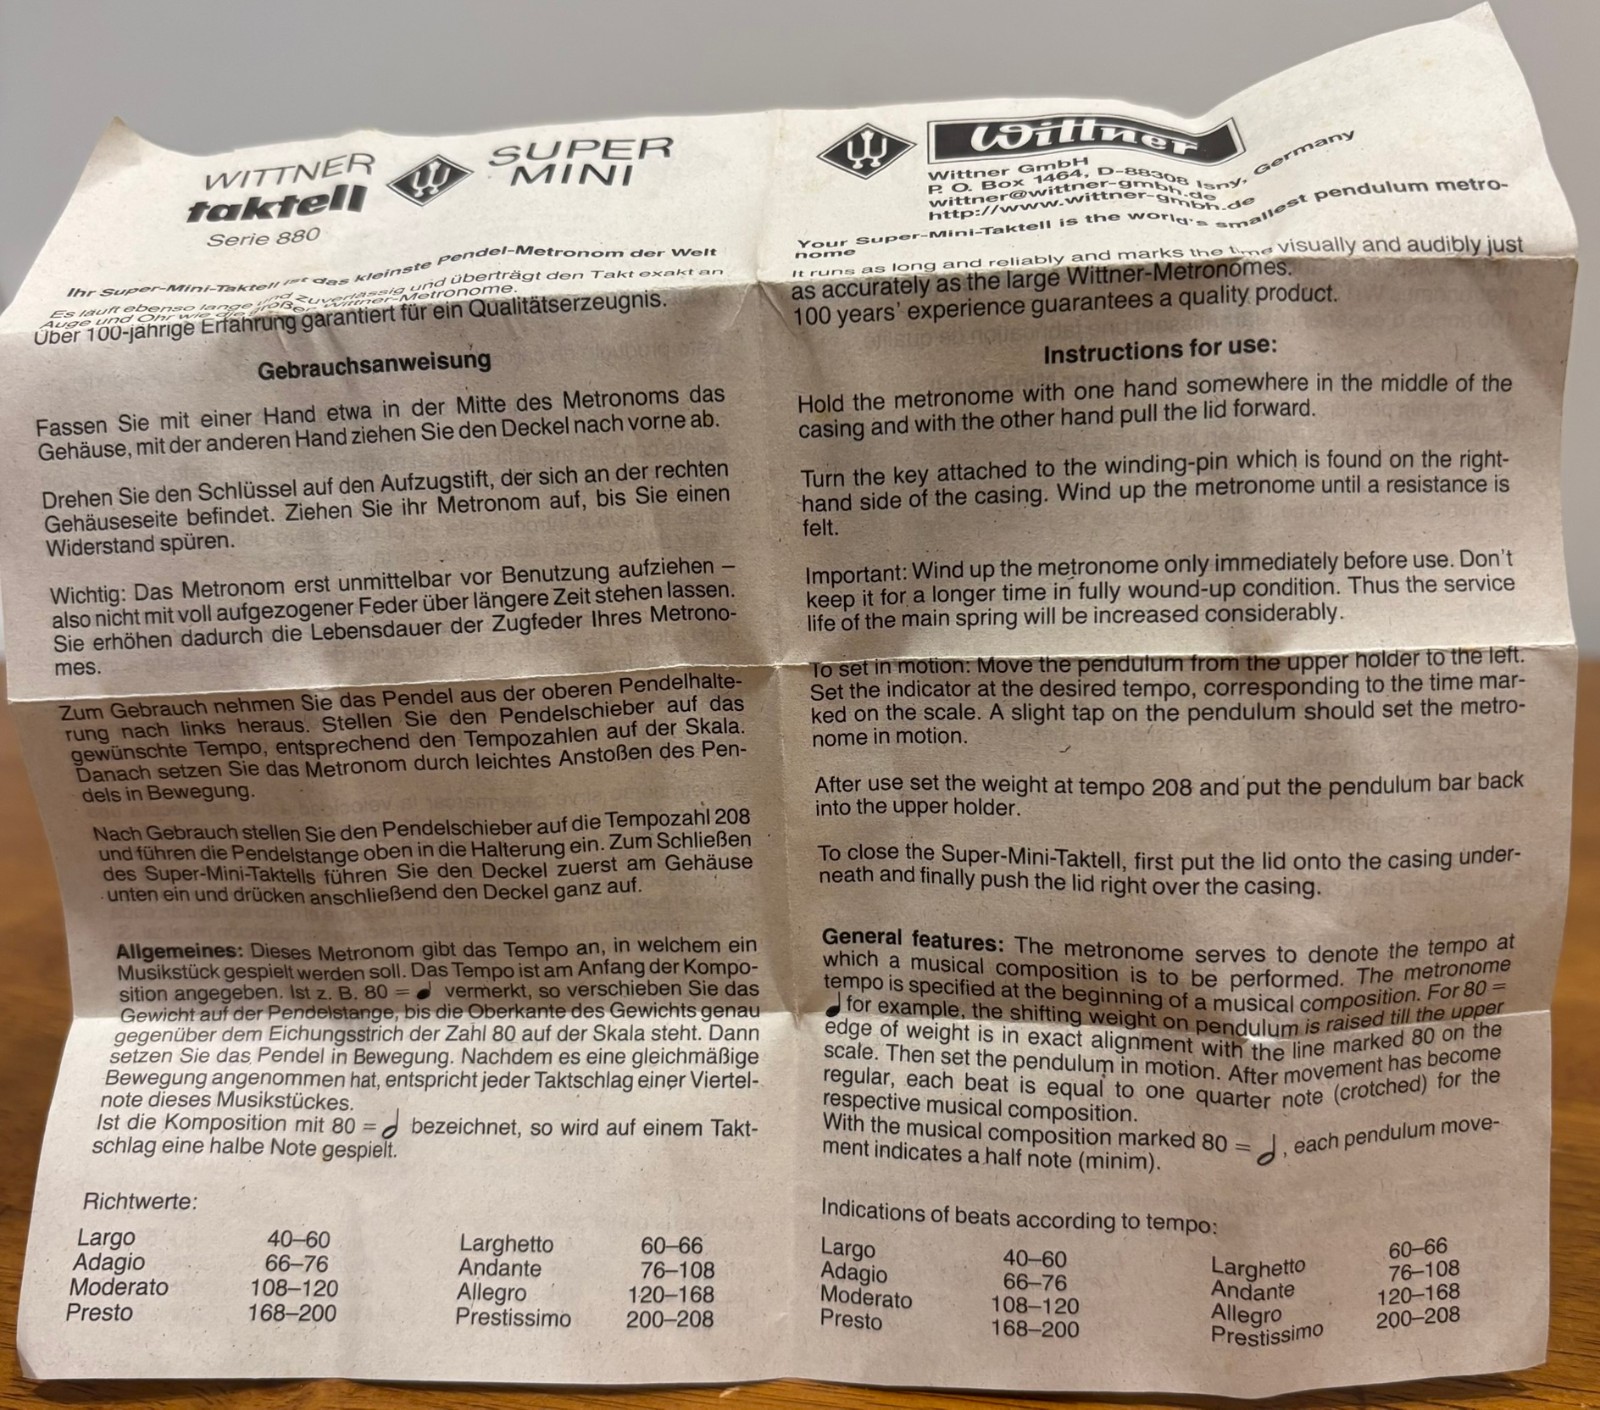 WITTNER
taktell
SUPER
MINI
Serie 880
Ihr Super-Mini-Taktell ist das kleinste Pendel-Metronom der Welt
Es läuft ebenso lange und zuverlässig und überträgt den Takt exakt an
Auge und Ohr wie die großen Wittner-Metronome.
Über 100-jährige Erfahrung garantiert für ein Qualitätserzeugnis.
Gebrauchsanweisung
Fassen Sie mit einer Hand etwa in der Mitte des Metronoms das
Gehäuse, mit der anderen Hand ziehen Sie den Deckel nach vorne ab.
Drehen Sie den Schlüssel auf den Aufzugstift, der sich an der rechten
Gehäuseseite befindet. Ziehen Sie ihr Metronom auf, bis Sie einen
Widerstand spüren.
Wichtig: Das Metronom erst unmittelbar vor Benutzung aufziehen –
also nicht mit voll aufgezogener Feder über längere Zeit stehen lassen.
Sie erhöhen dadurch die Lebensdauer der Zugfeder Ihres Metrono-
mes.
Zum Gebrauch nehmen Sie das Pendel aus der oberen Pendelhalte-
rung nach links heraus. Stellen Sie den Pendelschieber auf das
gewünschte Tempo, entsprechend den Tempozahlen auf der Skala.
Danach setzen Sie das Metronom durch leichtes Anstoßen des Pen-
dels in Bewegung.
Nach Gebrauch stellen Sie den Pendelschieber auf die Tempozahl 208
und führen die Pendelstange oben in die Halterung ein. Zum Schließen
des Super-Mini-Taktells führen Sie den Deckel zuerst am Gehäuse
unten ein und drücken anschließend den Deckel ganz auf.
Allgemeines: Dieses Metronom gibt das Tempo an, in welchem ein
Musikstück gespielt werden soll. Das Tempo ist am Anfang der Kompo-
sition angegeben. Ist z. B. 80 = ♩ vermerkt, so verschieben Sie das
Gewicht auf der Pendelstange, bis die Oberkante des Gewichts genau
gegenüber dem Eichungsstrich der Zahl 80 auf der Skala steht. Dann
setzen Sie das Pendel in Bewegung. Nachdem es eine gleichmäßige
Bewegung angenommen hat, entspricht jeder Taktschlag einer Viertel-
note dieses Musikstückes.
Ist die Komposition mit 80 = 𝅗𝅥 bezeichnet, so wird auf einem Takt-
schlag eine halbe Note gespielt.
Richtwerte:
Largo 40–60 Larghetto 60–66
Adagio 66–76 Andante 76–108
Moderato 108–120 Allegro 120–168
Presto 168–200 Prestissimo 200–208
Wittner
Wittner GmbH
P. O. Box 1464, D-88308 Isny, Germany
wittner@wittner-gmbh.de
http://www.wittner-gmbh.de
Your Super-Mini-Taktell is the world's smallest pendulum metro-
nome
It runs as long and reliably and marks the time visually and audibly just
as accurately as the large Wittner-Metronomes.
100 years' experience guarantees a quality product.
Instructions for use:
Hold the metronome with one hand somewhere in the middle of the
casing and with the other hand pull the lid forward.
Turn the key attached to the winding-pin which is found on the right-
hand side of the casing. Wind up the metronome until a resistance is
felt.
Important: Wind up the metronome only immediately before use. Don't
keep it for a longer time in fully wound-up condition. Thus the service
life of the main spring will be increased considerably.
To set in motion: Move the pendulum from the upper holder to the left.
Set the indicator at the desired tempo, corresponding to the time mar-
ked on the scale. A slight tap on the pendulum should set the metro-
nome in motion.
After use set the weight at tempo 208 and put the pendulum bar back
into the upper holder.
To close the Super-Mini-Taktell, first put the lid onto the casing under-
neath and finally push the lid right over the casing.
General features: The metronome serves to denote the tempo at
which a musical composition is to be performed. The metronome
tempo is specified at the beginning of a musical composition. For 80 =
♩ for example, the shifting weight on pendulum is raised till the upper
edge of weight is in exact alignment with the line marked 80 on the
scale. Then set the pendulum in motion. After movement has become
regular, each beat is equal to one quarter note (crotched) for the
respective musical composition.
With the musical composition marked 80 = 𝅗𝅥, each pendulum move-
ment indicates a half note (minim).
Indications of beats according to tempo:
Largo 40–60 Larghetto 60–66
Adagio 66–76 Andante 76–108
Moderato 108–120 Allegro 120–168
Presto 168–200 Prestissimo 200–208